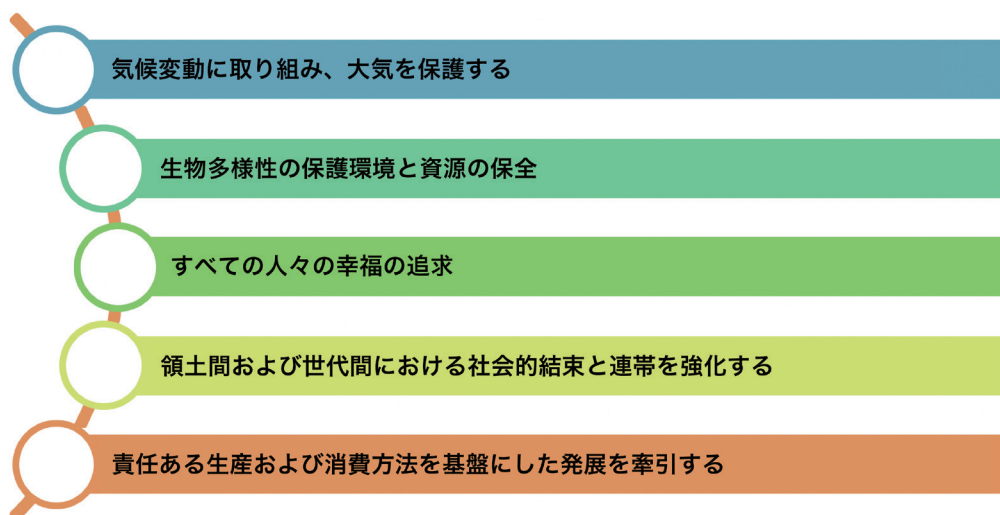 気候変動に取り組み、大気を保護する
生物多様性の保護環境と資源の保全
すべての人々の幸福の追求
領土間および世代間における社会的結束と連帯を強化する
責任ある生産および消費方法を基盤にした発展を牽引する